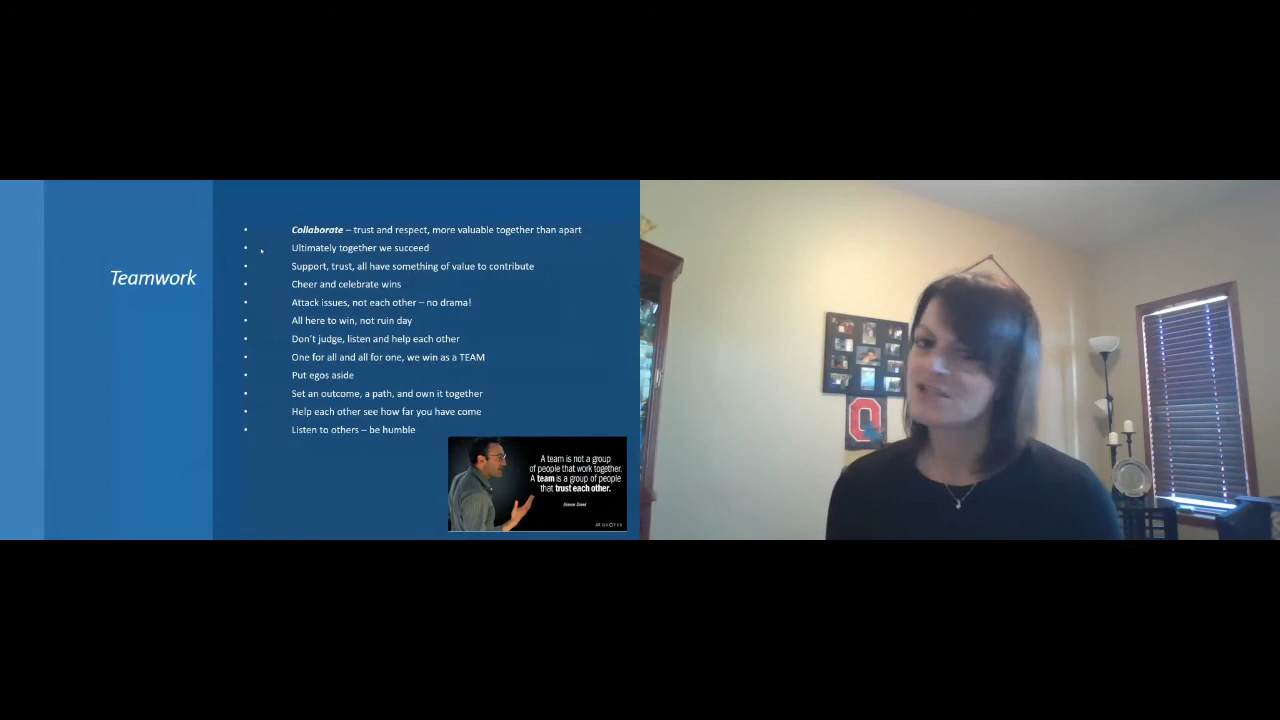 Teamwork
• Collaborate – trust and respect, more valuable together than apart
• Ultimately together we succeed
• Support, trust, all have something of value to contribute
• Cheer and celebrate wins
• Attack issues, not each other – no drama!
• All here to win, not ruin day
• Don't judge, listen and help each other
• One for all and all for one, we win as a TEAM
• Put egos aside
• Set an outcome, a path, and own it together
• Help each other see how far you have come
• Listen to others – be humble
A team is not a group
of people that work together.
A team is a group of people
that trust each other.
Simon Sinek
AZ QUOTES
O